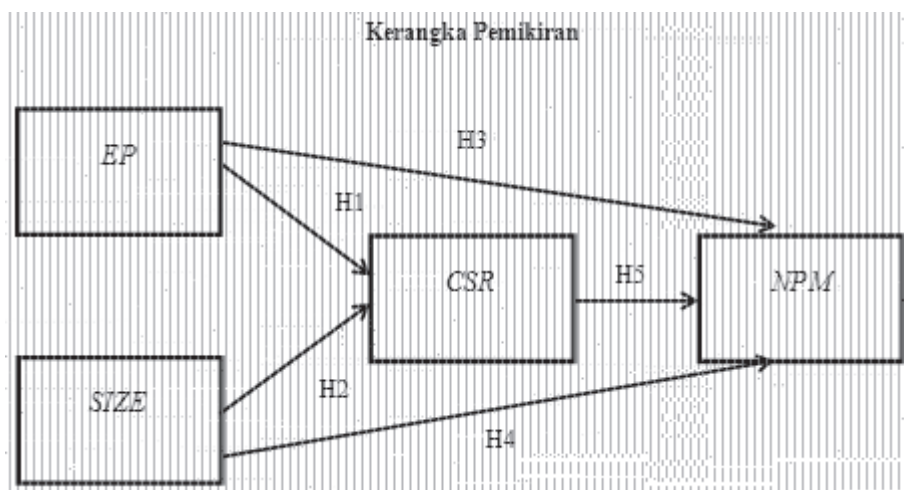 Kerangka Pemikiran
EP
H3
H1
CSR
H5
NPM
SIZE
H2
H4